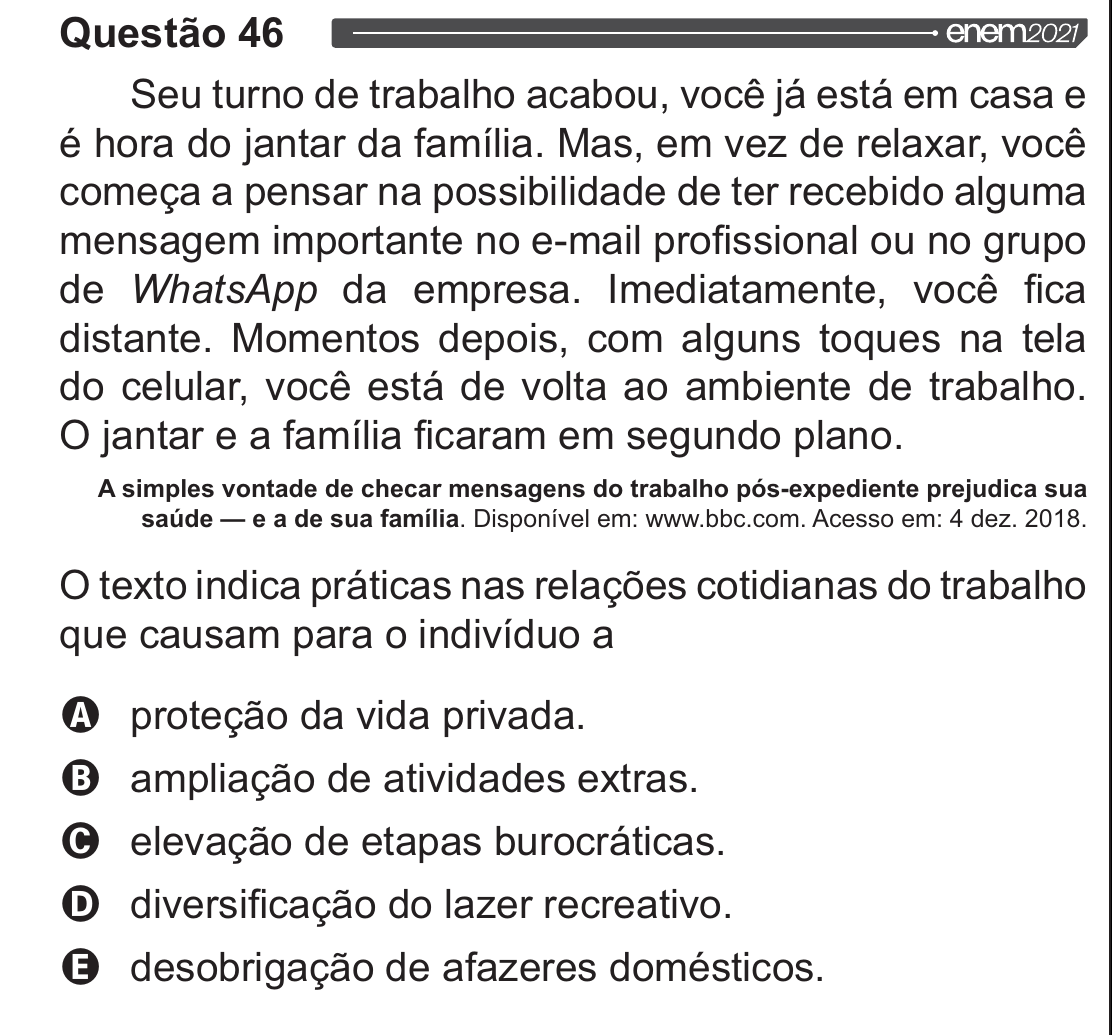 Questão 46
enem2021
Seu turno de trabalho acabou, você já está em casa e
é hora do jantar da família. Mas, em vez de relaxar, você
começa a pensar na possibilidade de ter recebido alguma
mensagem importante no e-mail profissional ou no grupo
de WhatsApp da empresa. Imediatamente, você fica
distante. Momentos depois, com alguns toques na tela
do celular, você está de volta ao ambiente de trabalho.
O jantar e a família ficaram em segundo plano.
A simples vontade de checar mensagens do trabalho pós-expediente prejudica sua
saúde — e a de sua família. Disponível em: www.bbc.com. Acesso em: 4 dez. 2018.
O texto indica práticas nas relações cotidianas do trabalho
que causam para o indivíduo a
A proteção da vida privada.
B ampliação de atividades extras.
C elevação de etapas burocráticas.
D diversificação do lazer recreativo.
E desobrigação de afazeres domésticos.